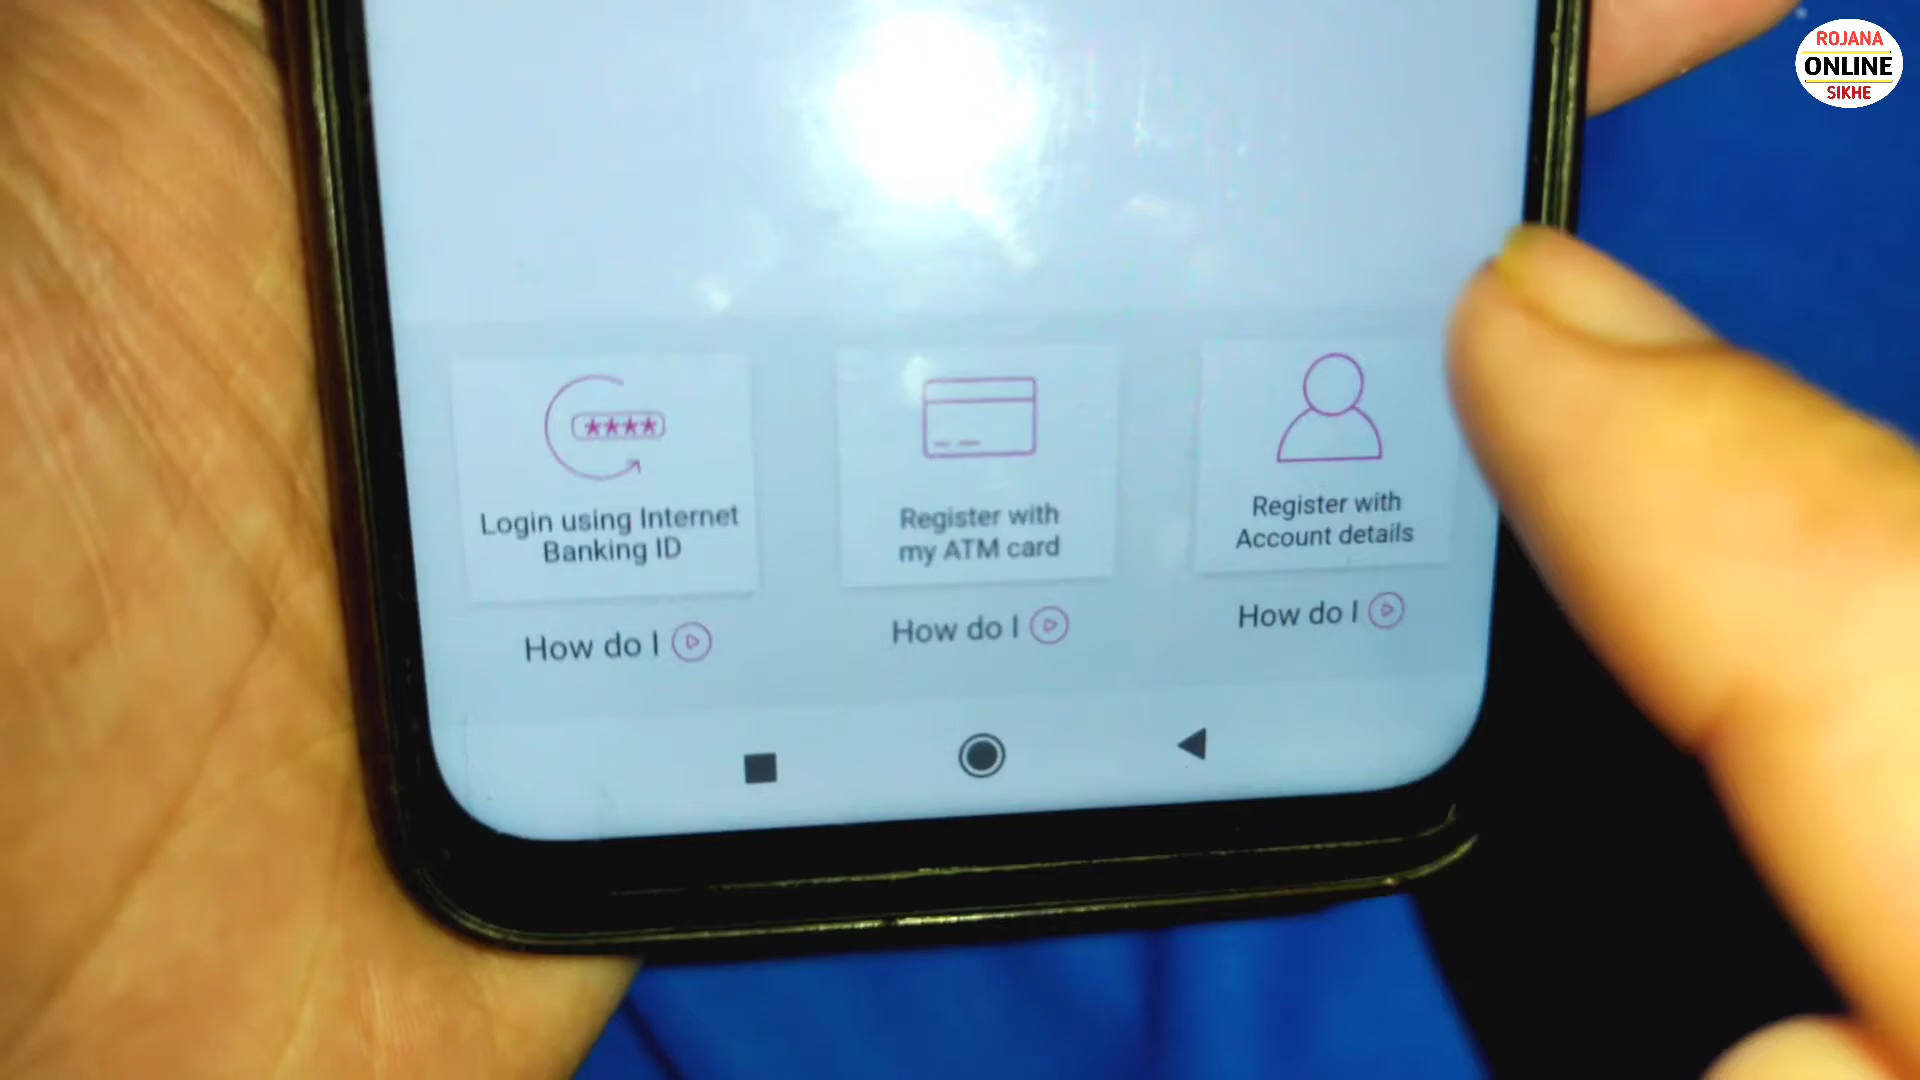 ROJANA
ONLINE
SIKHE
****
Login using Internet
Banking ID
Register with
my ATM card
Register with
Account details
How do I
How do I
How do I